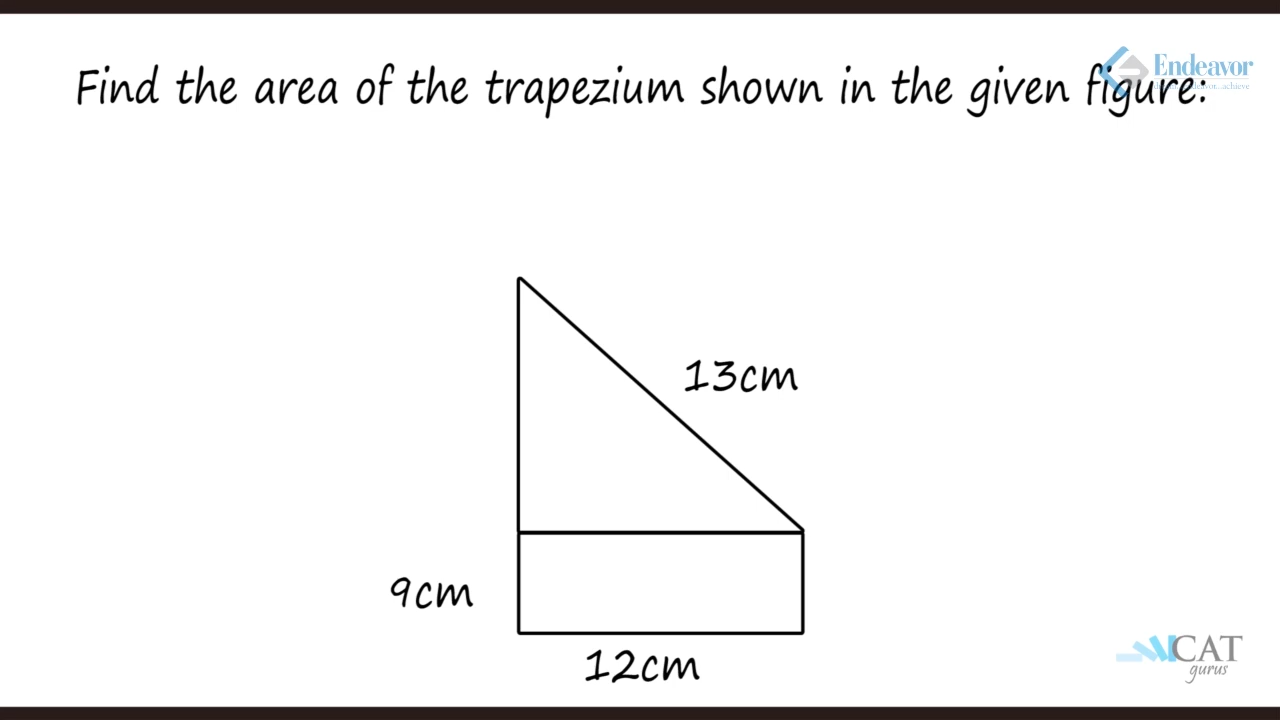 Find the area of the trapezium shown in the given figure:
Endeavor
13cm
9cm
12cm
CAT
gurus